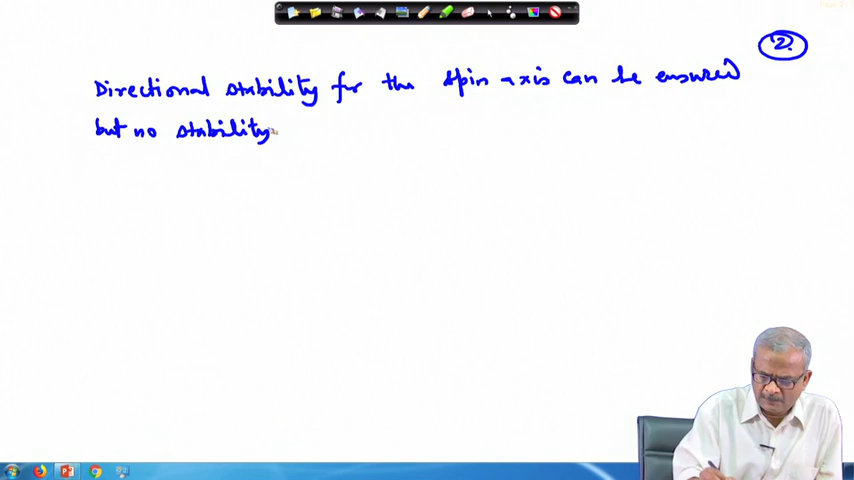 2.
Directional stability for the spin axis can be ensured
but no stability